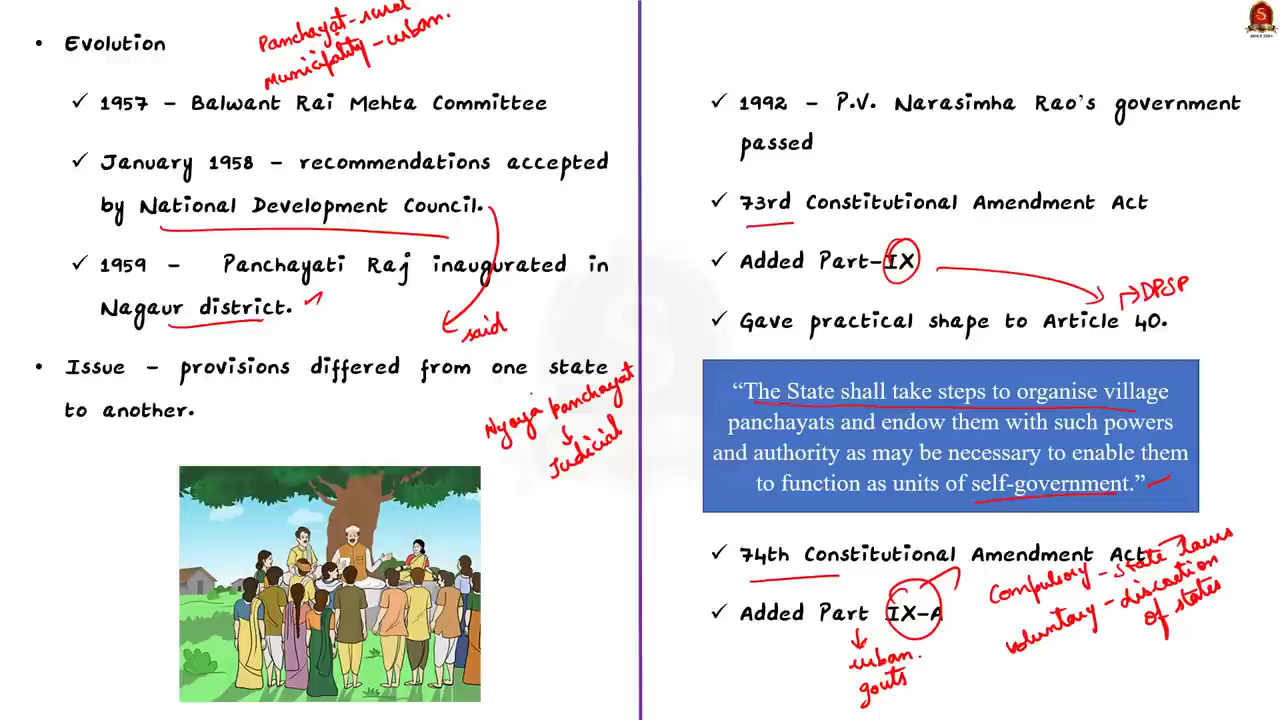 Panchayat-rural
Municipality-urban.
• Evolution
✓ 1957 – Balwant Rai Mehta Committee
✓ January 1958 – recommendations accepted
by National Development Council.
✓ 1959 – Panchayati Raj inaugurated in
Nagaur district.
said
• Issue – provisions differed from one state
to another.
Nyaya Panchayat
Judicial
S
✓ 1992 – P.V. Narasimha Rao's government
passed
✓ 73rd Constitutional Amendment Act
✓ Added Part-IX
DPSP
✓ Gave practical shape to Article 40.
“The State shall take steps to organise village
panchayats and endow them with such powers
and authority as may be necessary to enable them
to function as units of self-government.”
✓ 74th Constitutional Amendment Act
Compulsory - state laws
voluntary - discretion
of states
✓ Added Part IX-A
urban.
govts